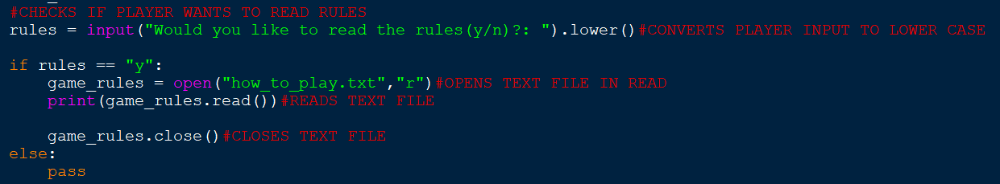 #CHECKS IF PLAYER WANTS TO READ RULES
rules = input("Would you like to read the rules(y/n)?: ").lower()#CONVERTS PLAYER INPUT TO LOWER CASE
if rules == "y":
    game_rules = open("how_to_play.txt","r")#OPENS TEXT FILE IN READ
    print(game_rules.read())#READS TEXT FILE
    game_rules.close()#CLOSES TEXT FILE
else:
    pass